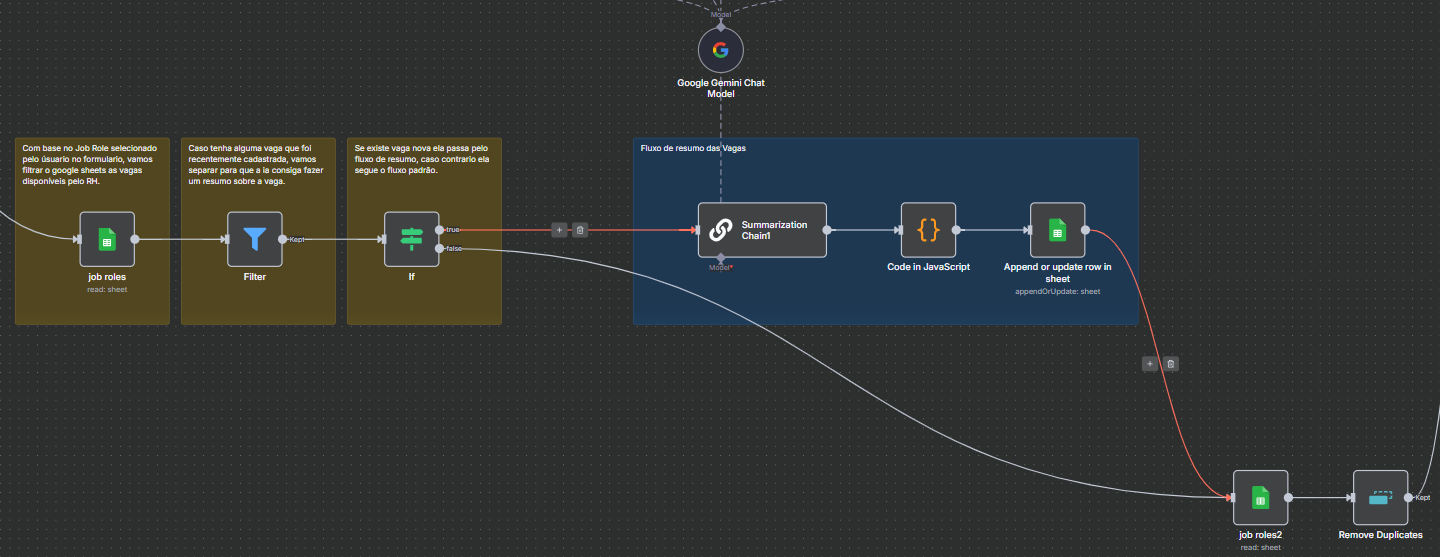 Model
Google Gemini Chat
Model
Com base no Job Role selecionado
pelo úsuario no formulario, vamos
filtrar o google sheets as vagas
disponíveis pelo RH.
Caso tenha alguma vaga que foi
recentemente cadastrada, vamos
separar para que a ia consiga fazer
um resumo sobre a vaga.
Se existe vaga nova ela passa pelo
fluxo de resumo, caso contrario ela
segue o fluxo padrão.
Fluxo de resumo das Vagas
job roles
read: sheet
Filter
Kept
If
true
false
Summarization
Chain1
Model*
Code in JavaScript
Append or update row in
sheet
appendOrUpdate: sheet
job roles2
read: sheet
Remove Duplicates
Kept